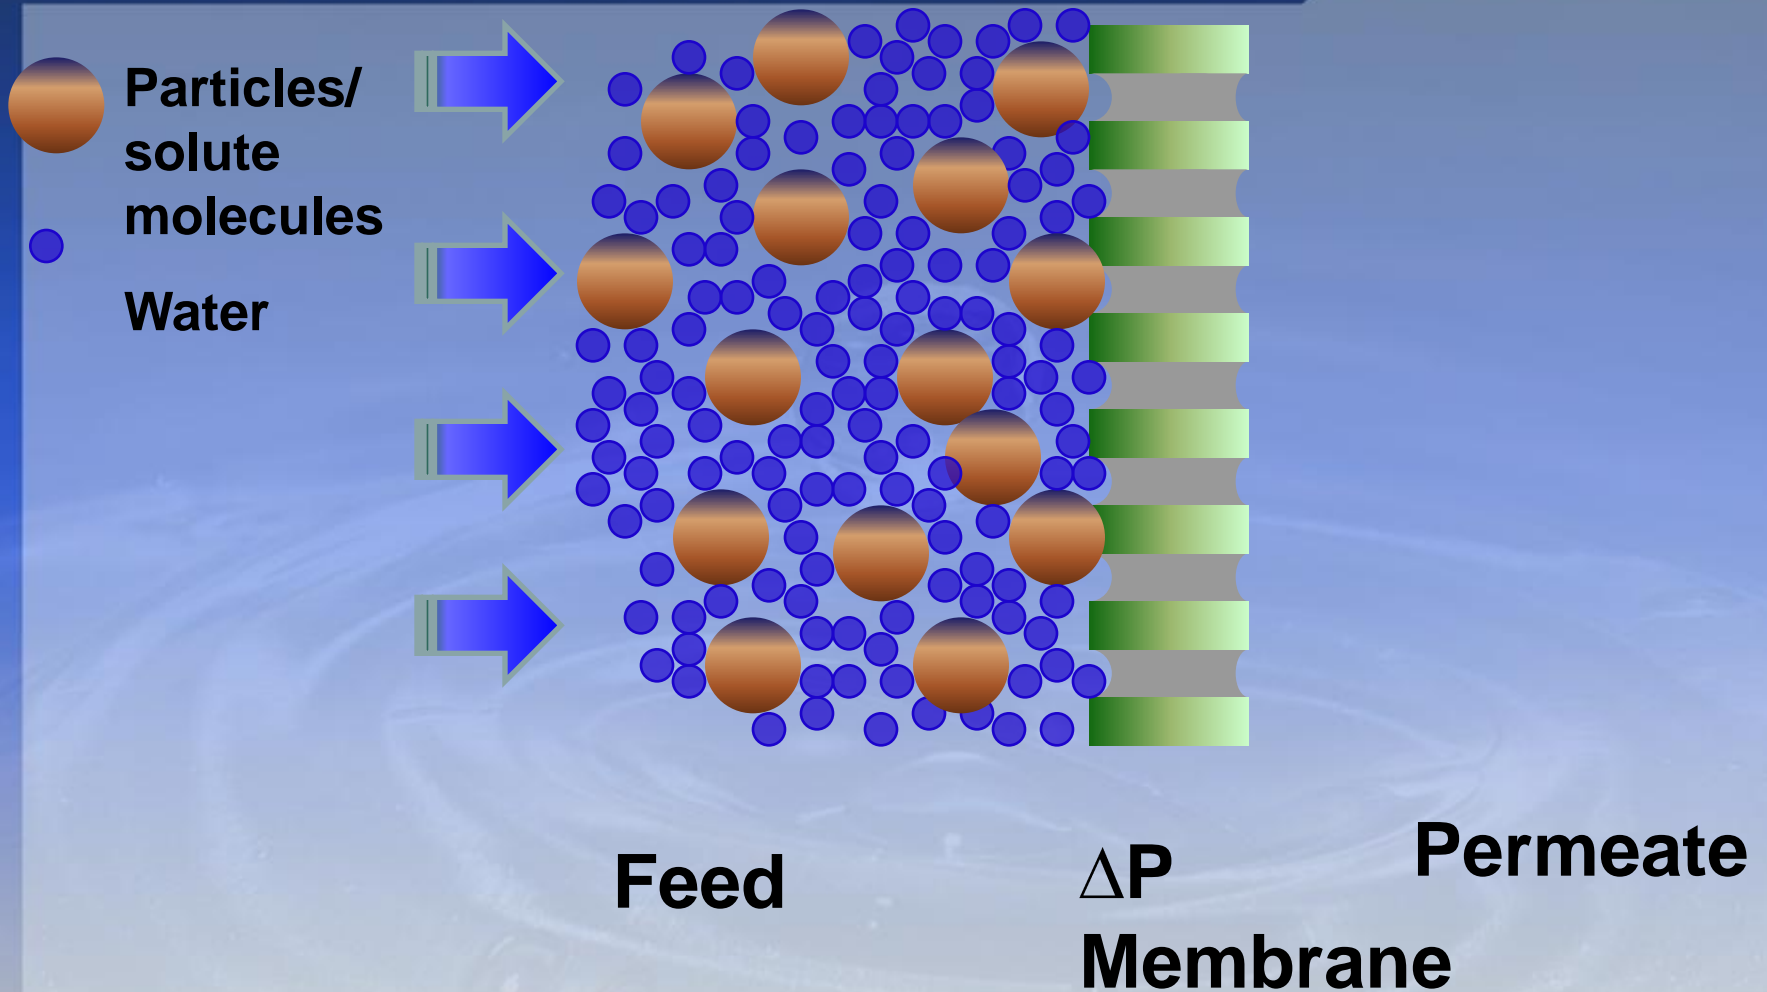 Particles/
solute
molecules
Water
Feed
ΔP
Membrane
Permeate